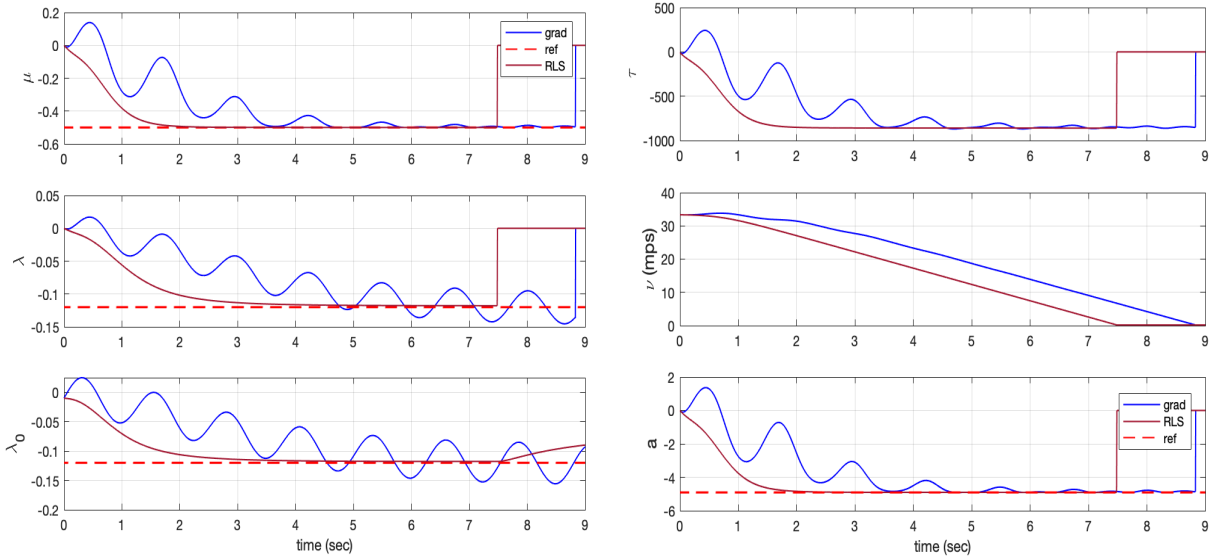 0.2
0
-0.2
-0.4
-0.6
μ
grad
ref
RLS
0 1 2 3 4 5 6 7 8 9
0.05
0
-0.05
-0.1
-0.15
λ
0 1 2 3 4 5 6 7 8 9
0
-0.05
-0.1
-0.15
-0.2
λ0
0 1 2 3 4 5 6 7 8 9
time (sec)
500
0
-500
-1000
τ
0 1 2 3 4 5 6 7 8 9
40
30
20
10
0
ν (mps)
0 1 2 3 4 5 6 7 8 9
2
0
-2
-4
-6
a
grad
RLS
ref
0 1 2 3 4 5 6 7 8 9
time (sec)